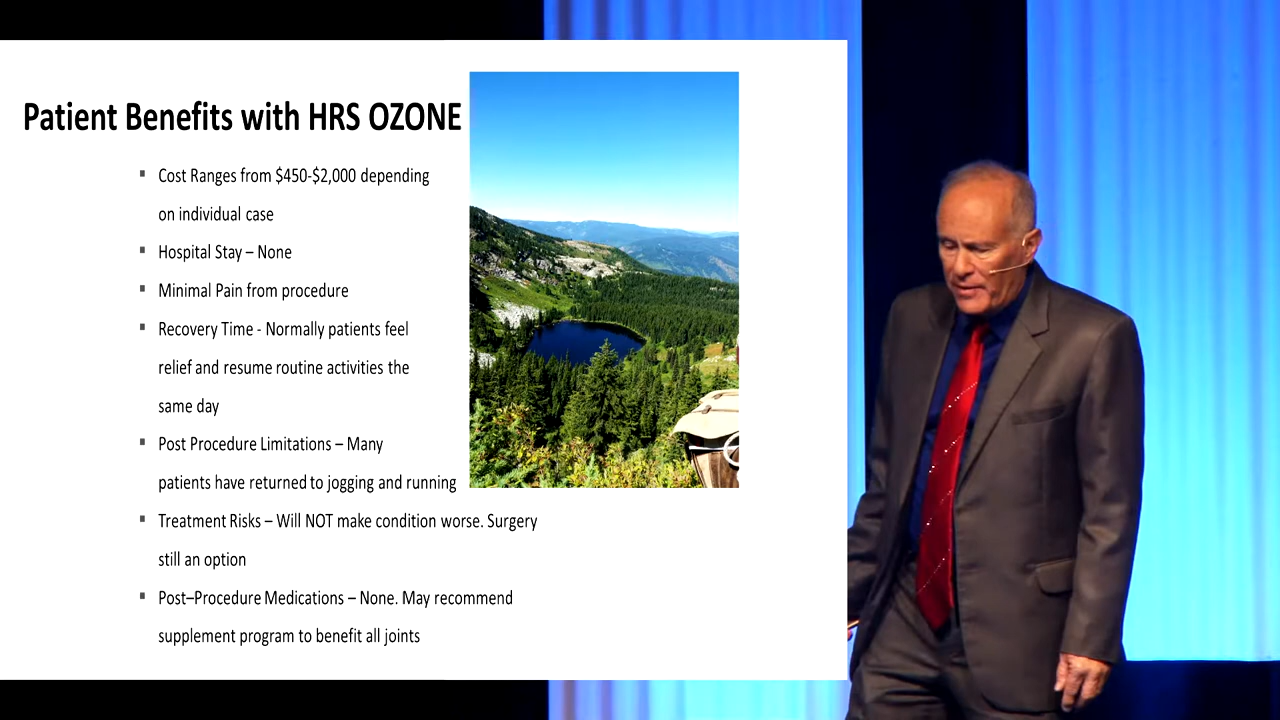 Patient Benefits with HRS OZONE
▪ Cost Ranges from $450-$2,000 depending
on individual case
▪ Hospital Stay – None
▪ Minimal Pain from procedure
▪ Recovery Time - Normally patients feel
relief and resume routine activities the
same day
▪ Post Procedure Limitations – Many
patients have returned to jogging and running
▪ Treatment Risks – Will NOT make condition worse. Surgery
still an option
▪ Post–Procedure Medications – None. May recommend
supplement program to benefit all joints